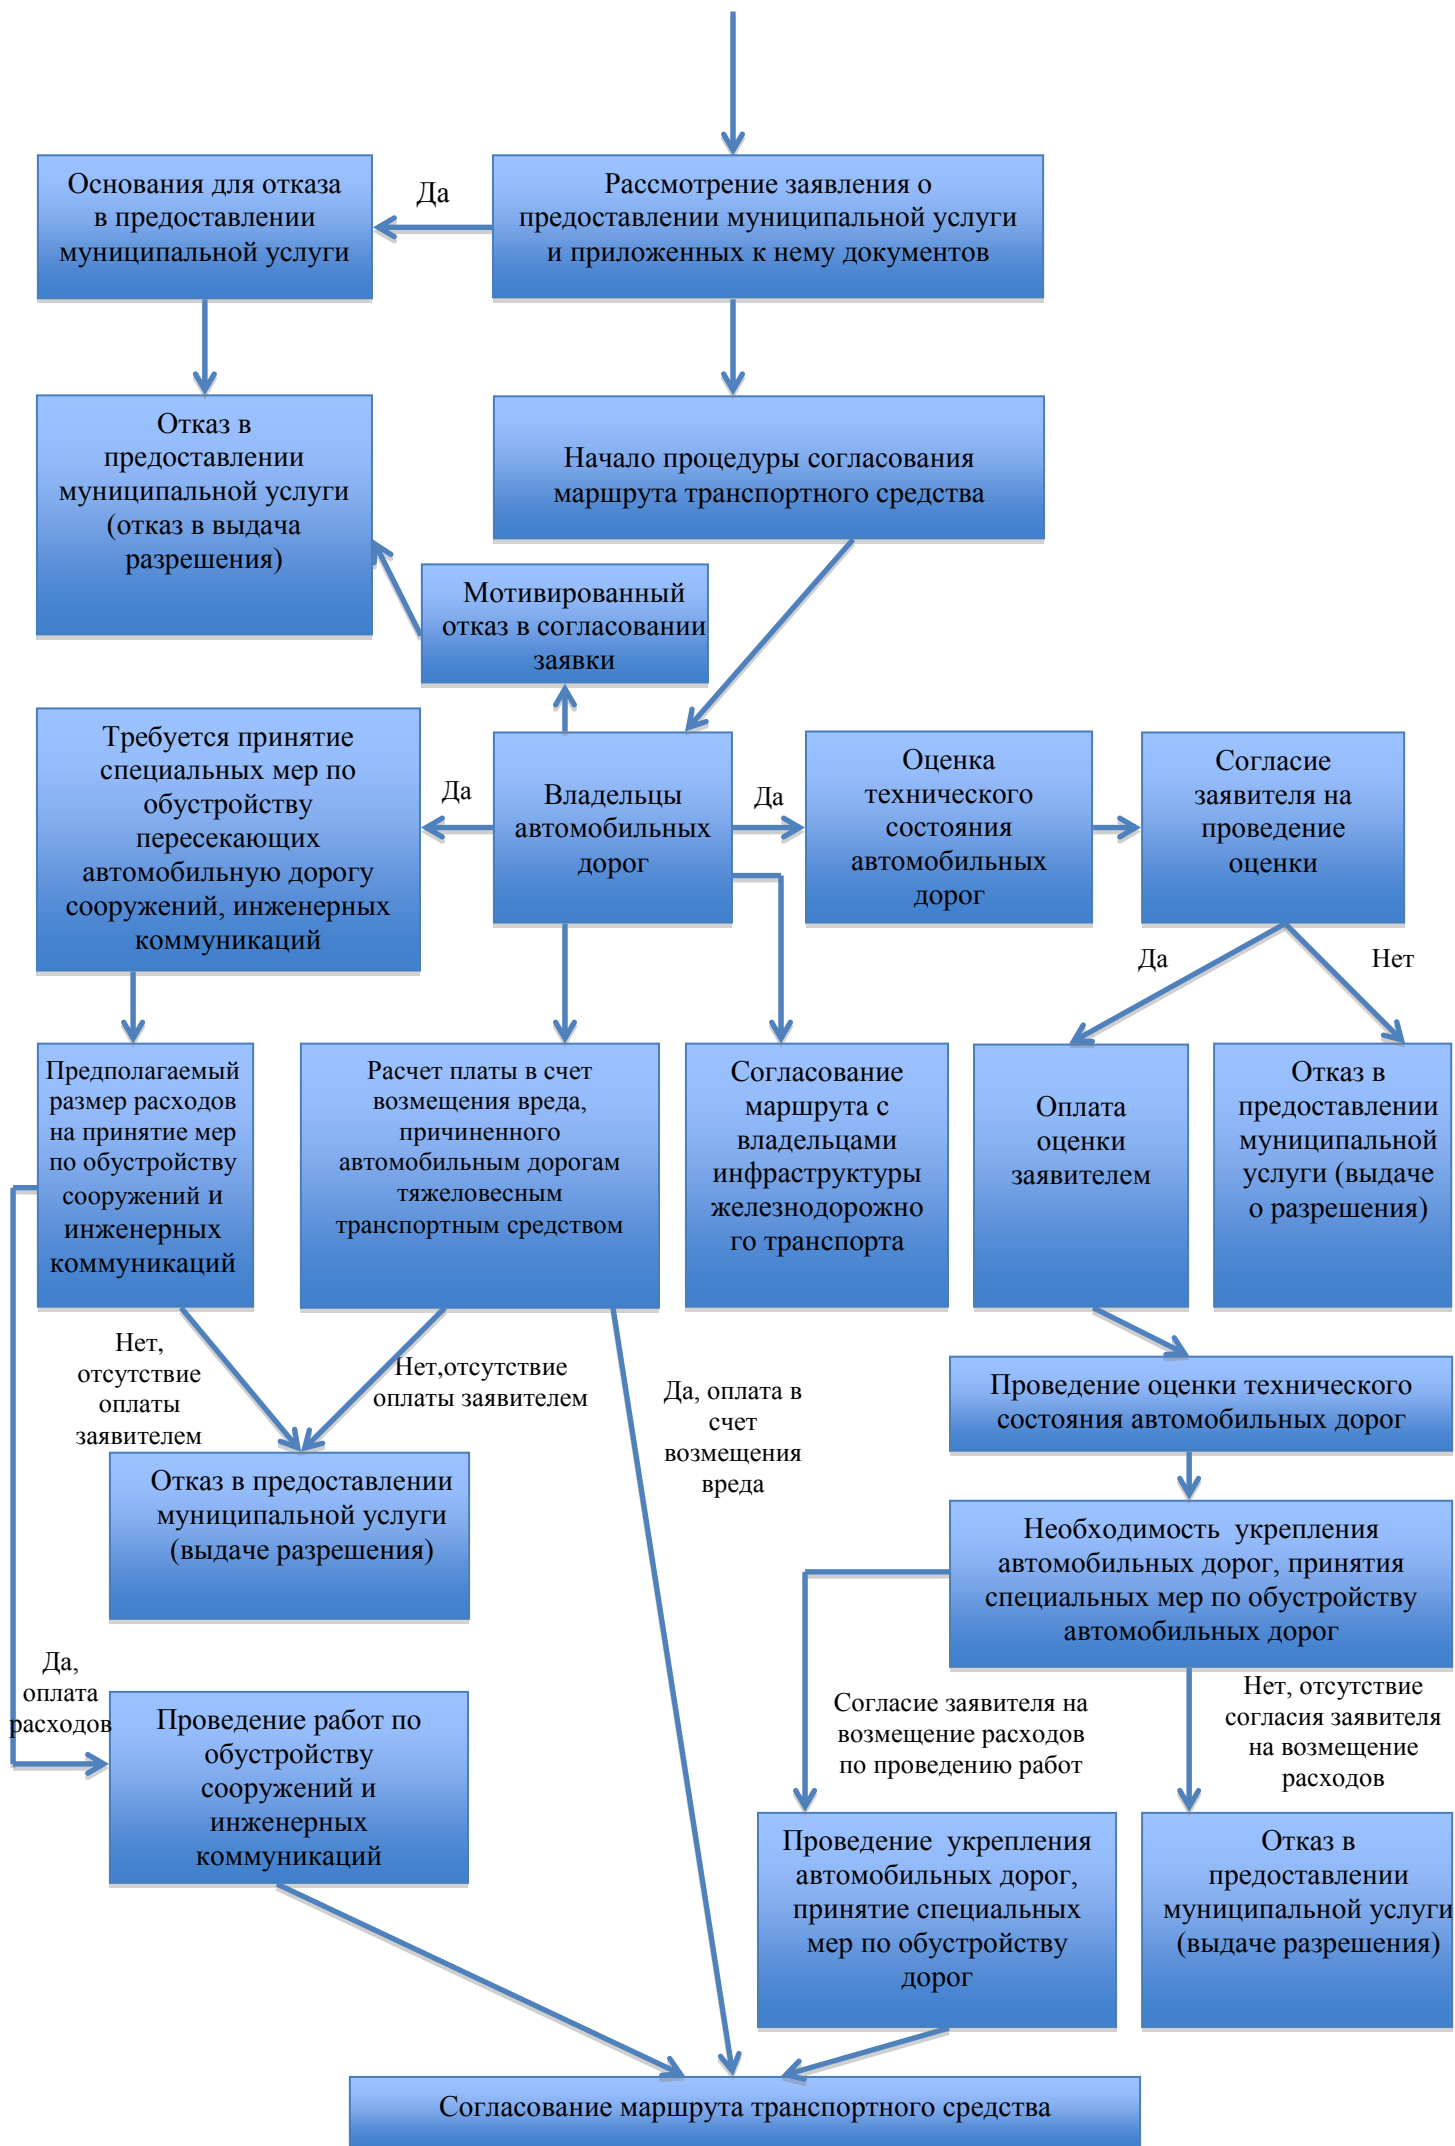 Основания для отказа
в предоставлении
муниципальной услуги
Да
Рассмотрение заявления о
предоставлении муниципальной услуги
и приложенных к нему документов
Отказ в
предоставлении
муниципальной услуги
(отказ в выдача
разрешения)
Начало процедуры согласования
маршрута транспортного средства
Мотивированный
отказ в согласовании
заявки
Требуется принятие
специальных мер по
обустройству
пересекающих
автомобильную дорогу
сооружений, инженерных
коммуникаций
Да
Владельцы
автомобильных
дорог
Да
Оценка
технического
состояния
автомобильных
дорог
Согласие
заявителя на
проведение
оценки
Да
Нет
Предполагаемый
размер расходов
на принятие мер
по обустройству
сооружений и
инженерных
коммуникаций
Расчет платы в счет
возмещения вреда,
причиненного
автомобильным дорогам
тяжеловесным
транспортным средством
Согласование
маршрута с
владельцами
инфраструктуры
железнодорожно
го транспорта
Оплата
оценки
заявителем
Отказ в
предоставлении
муниципальной
услуги (выдаче
о разрешения)
Нет,
отсутствие
оплаты
заявителем
Нет,отсутствие
оплаты заявителем
Да, оплата в
счет
возмещения
вреда
Проведение оценки технического
состояния автомобильных дорог
Отказ в предоставлении
муниципальной услуги
(выдаче разрешения)
Необходимость  укрепления
автомобильных дорог, принятия
специальных мер по обустройству
автомобильных дорог
Да,
оплата
расходов
Проведение работ по
обустройству
сооружений и
инженерных
коммуникаций
Согласие заявителя на
возмещение расходов
по проведению работ
Нет, отсутствие
согласия заявителя
на возмещение
расходов
Проведение  укрепления
автомобильных дорог,
принятие специальных
мер по обустройству
дорог
Отказ в
предоставлении
муниципальной услуги
(выдаче разрешения)
Согласование маршрута транспортного средства